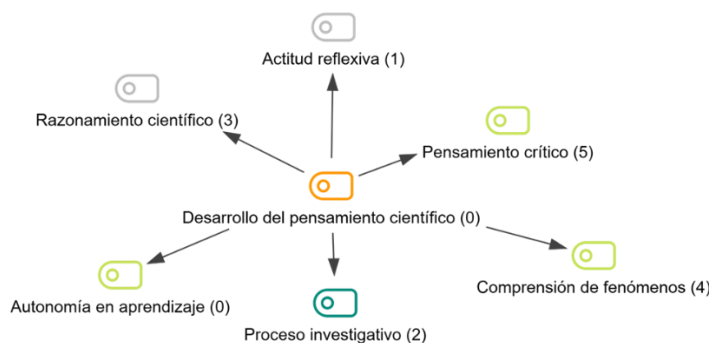 Actitud reflexiva (1)
Razonamiento científico (3)
Pensamiento crítico (5)
Desarrollo del pensamiento científico (0)
Autonomía en aprendizaje (0)
Comprensión de fenómenos (4)
Proceso investigativo (2)